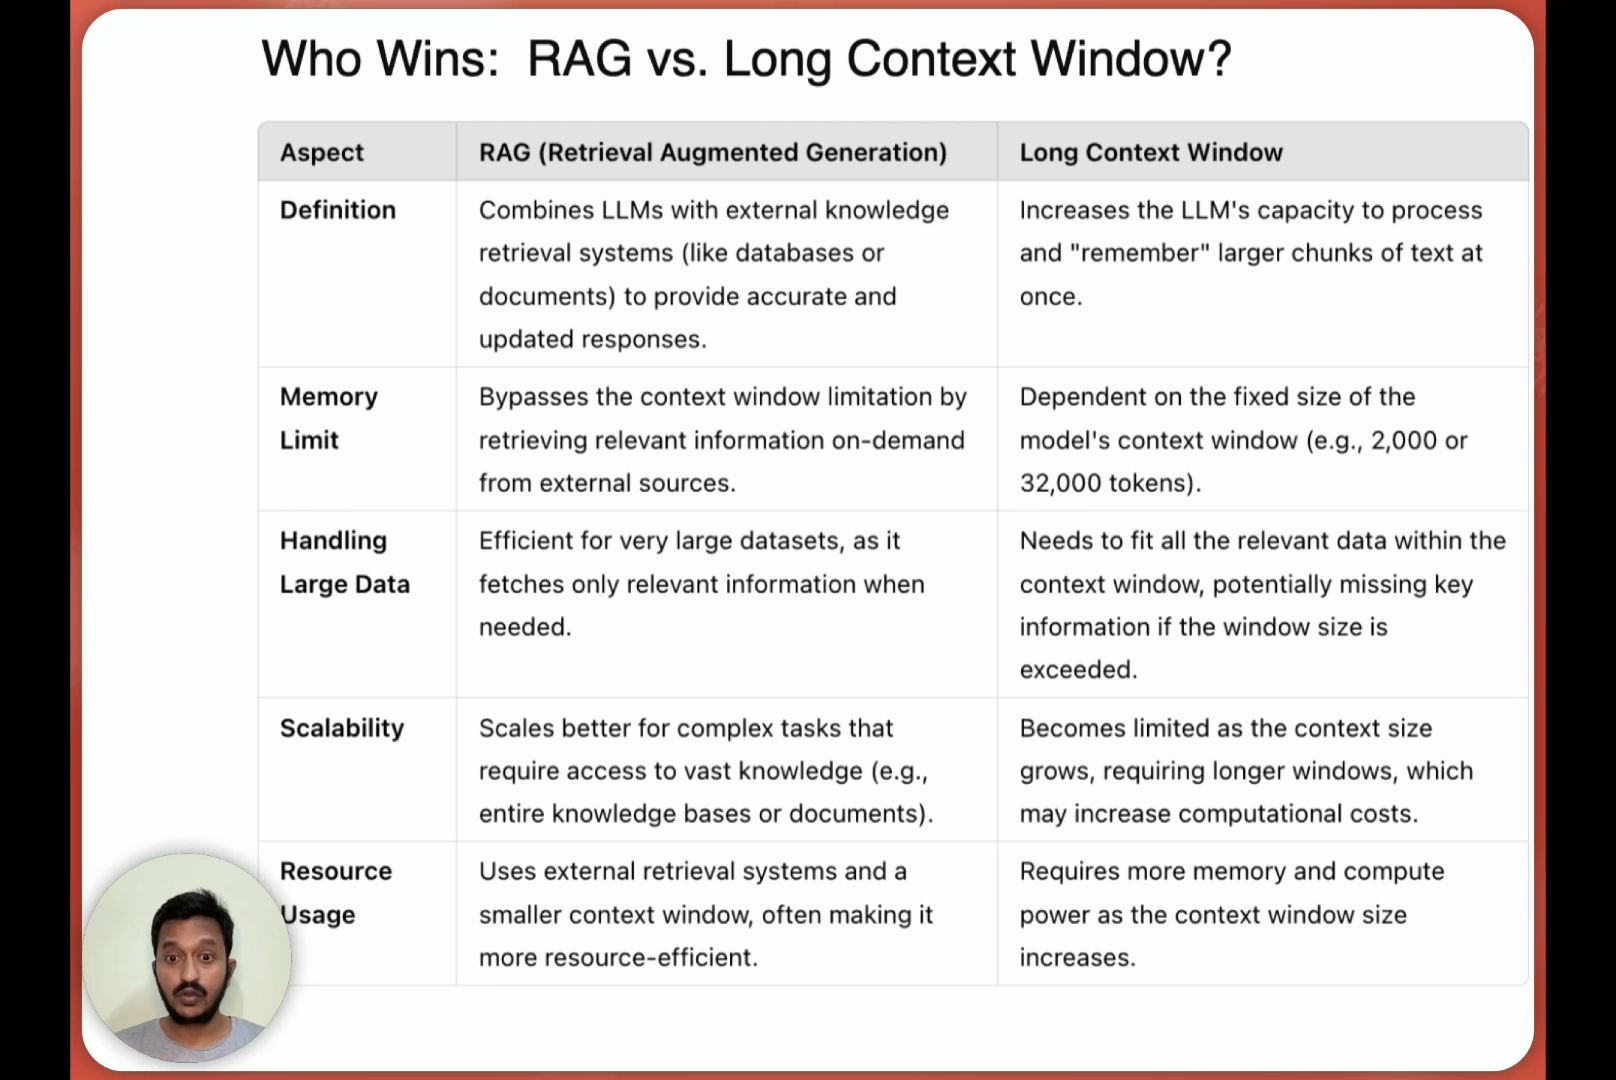 Who Wins:  RAG vs. Long Context Window?
Aspect
RAG (Retrieval Augmented Generation)
Long Context Window
Definition
Combines LLMs with external knowledge
retrieval systems (like databases or
documents) to provide accurate and
updated responses.
Increases the LLM's capacity to process
and "remember" larger chunks of text at
once.
Memory
Limit
Bypasses the context window limitation by
retrieving relevant information on-demand
from external sources.
Dependent on the fixed size of the
model's context window (e.g., 2,000 or
32,000 tokens).
Handling
Large Data
Efficient for very large datasets, as it
fetches only relevant information when
needed.
Needs to fit all the relevant data within the
context window, potentially missing key
information if the window size is
exceeded.
Scalability
Scales better for complex tasks that
require access to vast knowledge (e.g.,
entire knowledge bases or documents).
Becomes limited as the context size
grows, requiring longer windows, which
may increase computational costs.
Resource
Usage
Uses external retrieval systems and a
smaller context window, often making it
more resource-efficient.
Requires more memory and compute
power as the context window size
increases.